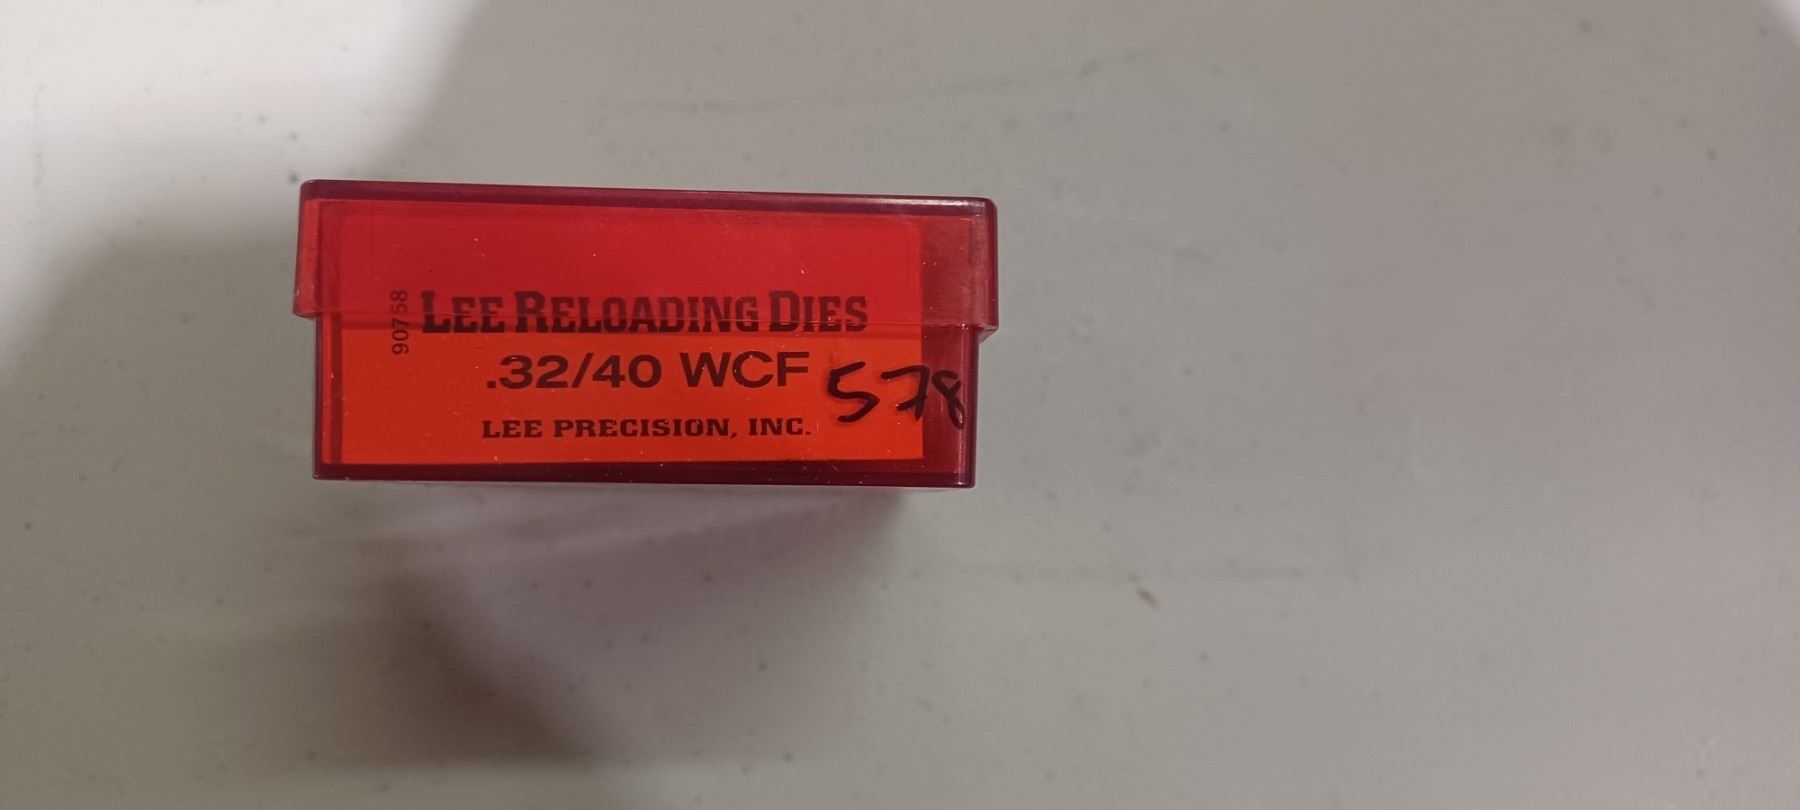 90758
LEE RELOADING DIES
.32/40 WCF
578
LEE PRECISION, INC.